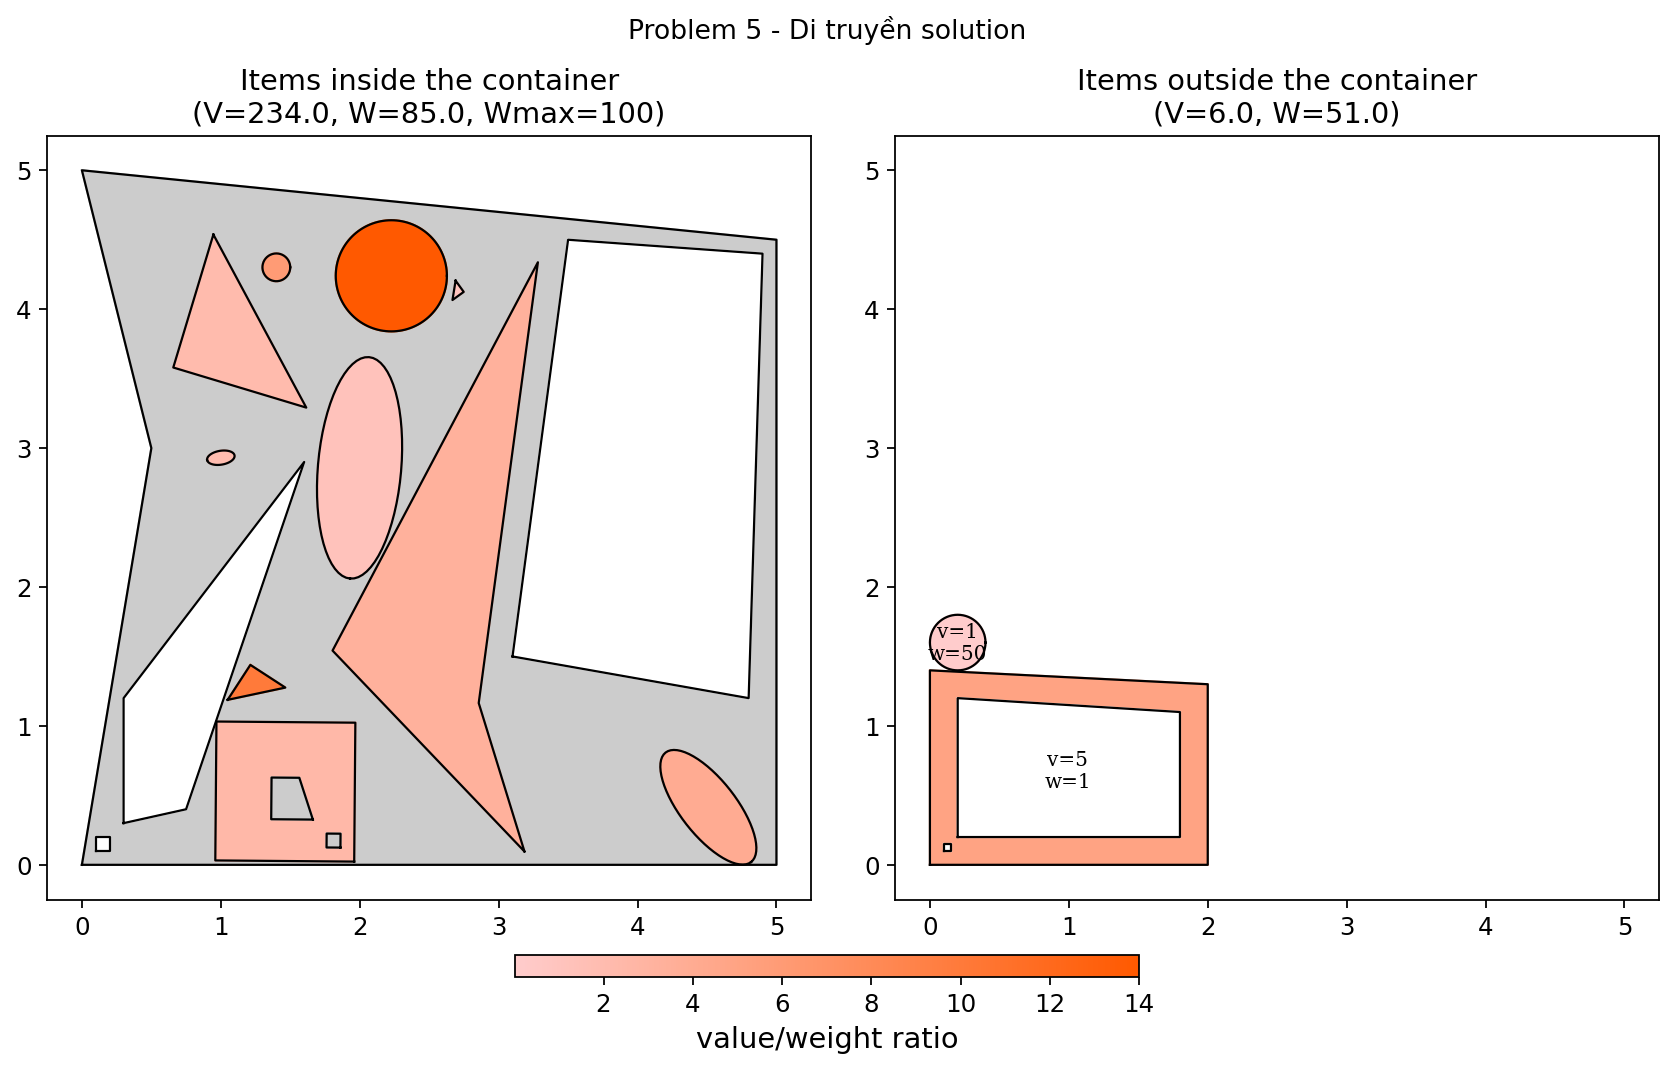 Problem 5 - Di truyền solution
Items inside the container
(V=234.0, W=85.0, Wmax=100)
5
4
3
2
1
0
0 1 2 3 4 5
Items outside the container
(V=6.0, W=51.0)
5
4
3
2
1
0
v=1
w=50
v=5
w=1
0 1 2 3 4 5
2 4 6 8 10 12 14
value/weight ratio